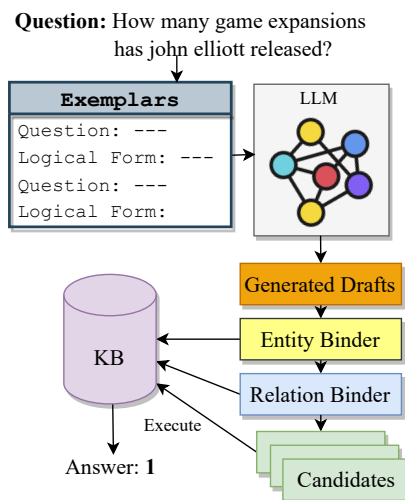 Question: How many game expansions
has john elliott released?
Exemplars
Question: ---
Logical Form: ---
Question: ---
Logical Form:
LLM
Generated Drafts
Entity Binder
KB
Relation Binder
Execute
Answer: 1
Candidates